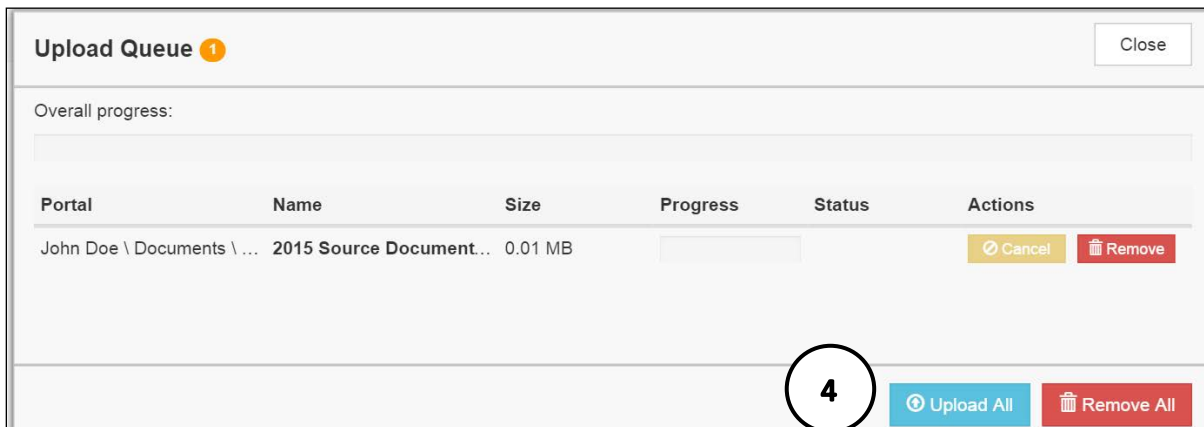 Upload Queue 1 Close
Overall progress:
Portal Name Size Progress Status Actions
John Doe \ Documents \ ... 2015 Source Document... 0.01 MB Cancel Remove
4 Upload All Remove All